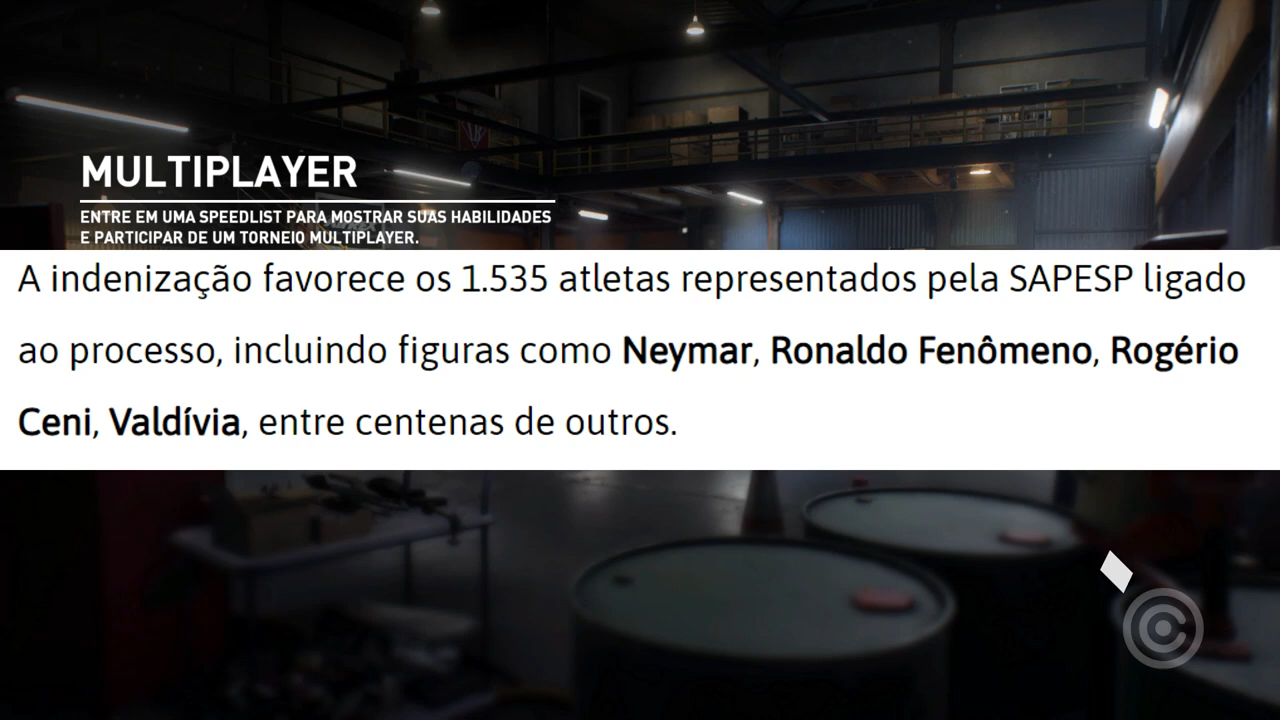 MULTIPLAYER
ENTRE EM UMA SPEEDLIST PARA MOSTRAR SUAS HABILIDADES
E PARTICIPAR DE UM TORNEIO MULTIPLAYER.
A indenização favorece os 1.535 atletas representados pela SAPESP ligado
ao processo, incluindo figuras como Neymar, Ronaldo Fenômeno, Rogério
Ceni, Valdívia, entre centenas de outros.